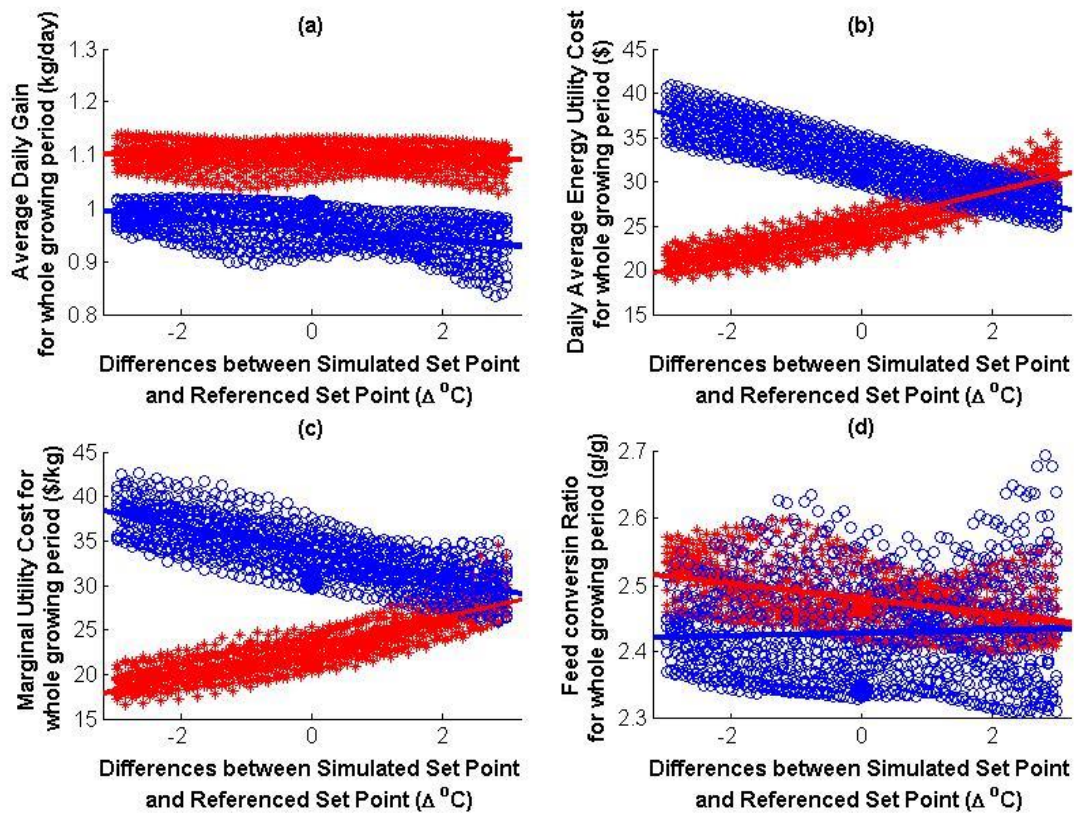 (a)
Average Daily Gain
for whole growing period (kg/day)
1.3
1.2
1.1
1
0.9
0.8
-2
0
2
Differences between Simulated Set Point
and Referenced Set Point (Δ ⁰C)
(b)
Daily Average Energy Utility Cost
for whole growing period ($)
45
40
35
30
25
20
15
-2
0
2
Differences between Simulated Set Point
and Referenced Set Point (Δ ⁰C)
(c)
Marginal Utility Cost for
whole growing period ($/kg)
45
40
35
30
25
20
15
-2
0
2
Differences between Simulated Set Point
and Referenced Set Point (Δ ⁰C)
(d)
Feed conversin Ratio
for whole growing period (g/g)
2.7
2.6
2.5
2.4
2.3
-2
0
2
Differences between Simulated Set Point
and Referenced Set Point (Δ ⁰C)